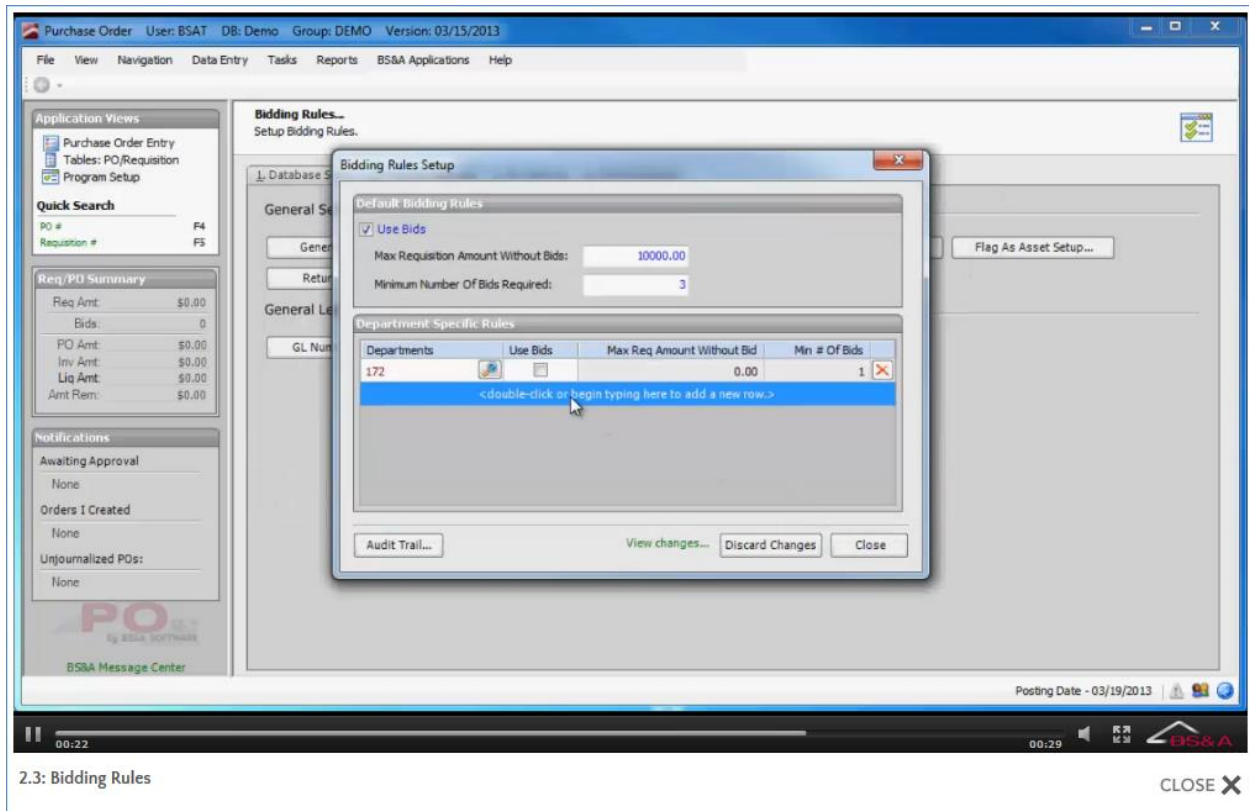 Purchase Order User: BSAT DB: Demo Group: DEMO Version: 03/15/2013
File View Navigation Data Entry Tasks Reports BS&A Applications Help
Application Views
Purchase Order Entry
Tables: PO/Requisition
Program Setup
Quick Search
PO # F4
Requisition # F5
Req/PO Summary
Req Amt: $0.00
Bids: 0
PO Amt: $0.00
Inv Amt: $0.00
Liq Amt: $0.00
Amt Rem: $0.00
Notifications
Awaiting Approval
None
Orders I Created
None
Unjournalized POs:
None
PO
by BS&A SOFTWARE
BS&A Message Center
Bidding Rules...
Setup Bidding Rules.
1. Database S
General Se
Gener
Retur
General Le
GL Num
Flag As Asset Setup...
Bidding Rules Setup
Default Bidding Rules
Use Bids
Max Requisition Amount Without Bids: 10000.00
Minimum Number Of Bids Required: 3
Department Specific Rules
Departments Use Bids Max Req Amount Without Bid Min # Of Bids
172 0.00 1
<double-click or begin typing here to add a new row.>
Audit Trail... View changes... Discard Changes Close
Posting Date - 03/19/2013
00:22 00:29 BS&A
2.3: Bidding Rules CLOSE